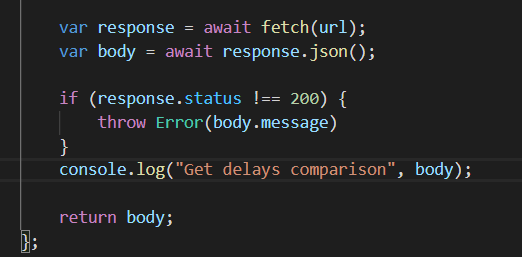 var response = await fetch(url);
var body = await response.json();
if (response.status !== 200) {
throw Error(body.message)
}
console.log("Get delays comparison", body);
return body;
};